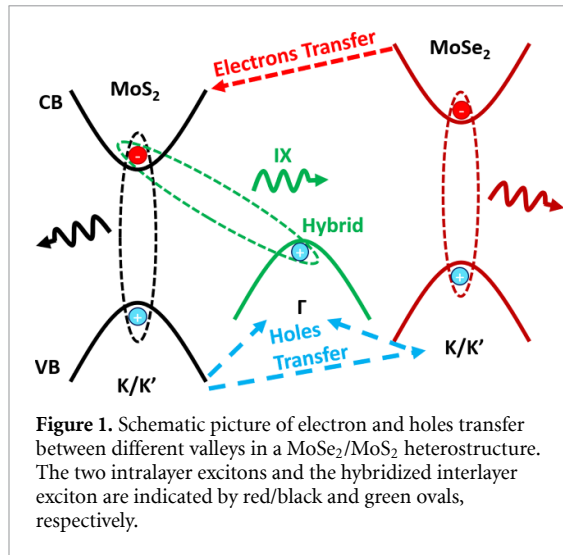 Electrons Transfer
MoSe₂
MoS₂
CB
-
-
IX
Hybrid
+
+
+
Γ
Holes
Transfer
VB
K/K'
K/K'
Figure 1. Schematic picture of electron and holes transfer
between different valleys in a MoSe₂/MoS₂ heterostructure.
The two intralayer excitons and the hybridized interlayer
exciton are indicated by red/black and green ovals,
respectively.